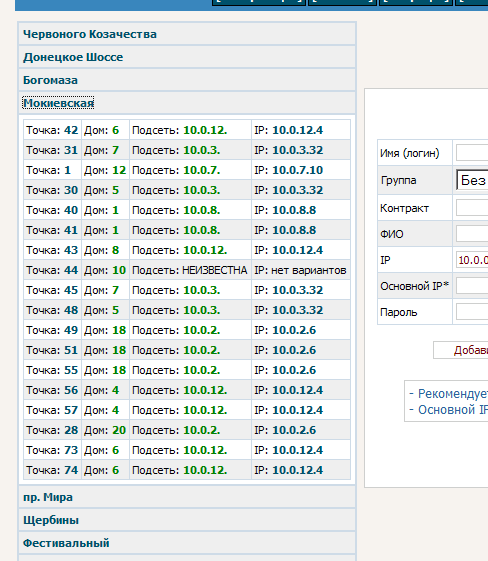 Червоного Козачества
Донецкое Шоссе
Богомаза
Мокиевская
Точка: 42 Дом: 6 Подсеть: 10.0.12. IP: 10.0.12.4
Точка: 31 Дом: 7 Подсеть: 10.0.3. IP: 10.0.3.32
Точка: 1 Дом: 12 Подсеть: 10.0.7. IP: 10.0.7.10
Точка: 30 Дом: 5 Подсеть: 10.0.3. IP: 10.0.3.32
Точка: 40 Дом: 1 Подсеть: 10.0.8. IP: 10.0.8.8
Точка: 41 Дом: 1 Подсеть: 10.0.8. IP: 10.0.8.8
Точка: 43 Дом: 8 Подсеть: 10.0.12. IP: 10.0.12.4
Точка: 44 Дом: 10 Подсеть: НЕИЗВЕСТНА IP: нет вариантов
Точка: 45 Дом: 7 Подсеть: 10.0.3. IP: 10.0.3.32
Точка: 48 Дом: 5 Подсеть: 10.0.3. IP: 10.0.3.32
Точка: 49 Дом: 18 Подсеть: 10.0.2. IP: 10.0.2.6
Точка: 51 Дом: 18 Подсеть: 10.0.2. IP: 10.0.2.6
Точка: 55 Дом: 18 Подсеть: 10.0.2. IP: 10.0.2.6
Точка: 56 Дом: 4 Подсеть: 10.0.12. IP: 10.0.12.4
Точка: 57 Дом: 4 Подсеть: 10.0.12. IP: 10.0.12.4
Точка: 28 Дом: 20 Подсеть: 10.0.2. IP: 10.0.2.6
Точка: 73 Дом: 6 Подсеть: 10.0.12. IP: 10.0.12.4
Точка: 74 Дом: 6 Подсеть: 10.0.12. IP: 10.0.12.4
пр. Мира
Щербины
Фестивальный
Имя (логин)
Группа Без
Контракт
ФИО
IP 10.0.0
Основной IP*
Пароль
Добави
- Рекомендует
- Основной IP